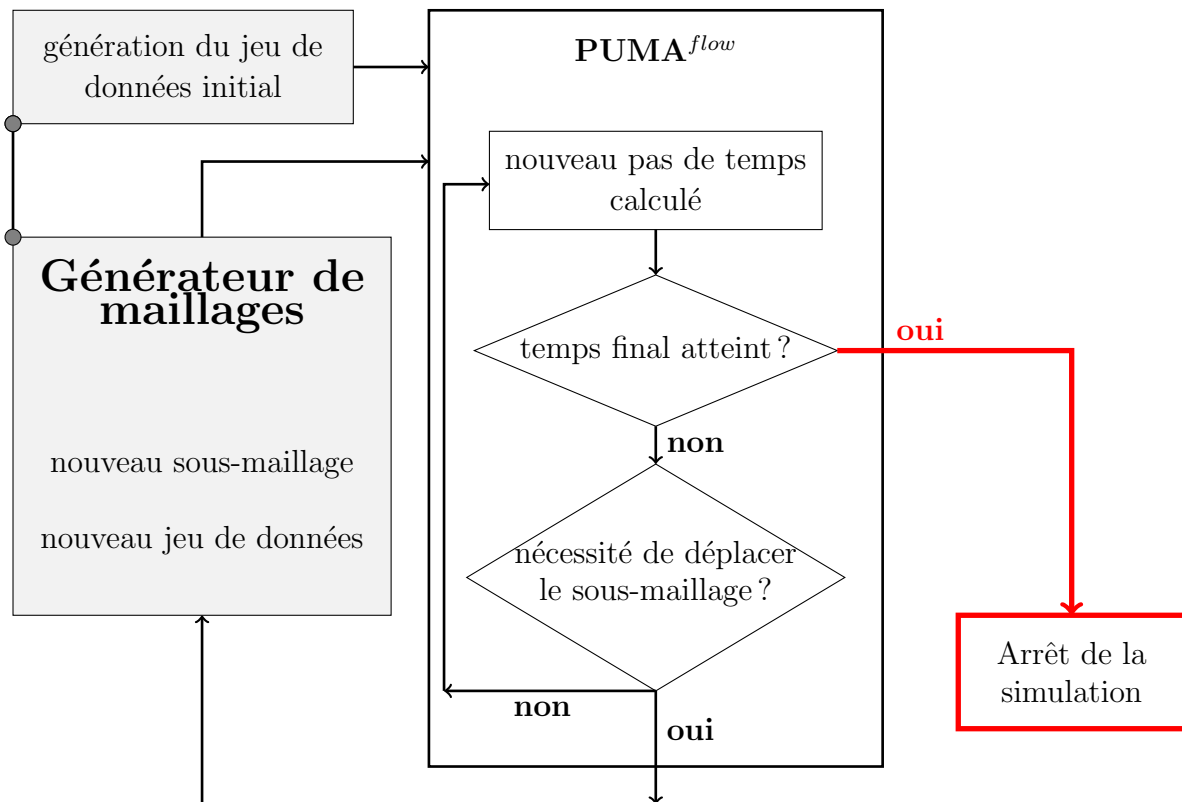 génération du jeu de
données initial
PUMA^flow
nouveau pas de temps
calculé
Générateur de
maillages
temps final atteint ?
oui
non
nouveau sous-maillage
nouveau jeu de données
nécessité de déplacer
le sous-maillage ?
Arrêt de la
simulation
non
oui